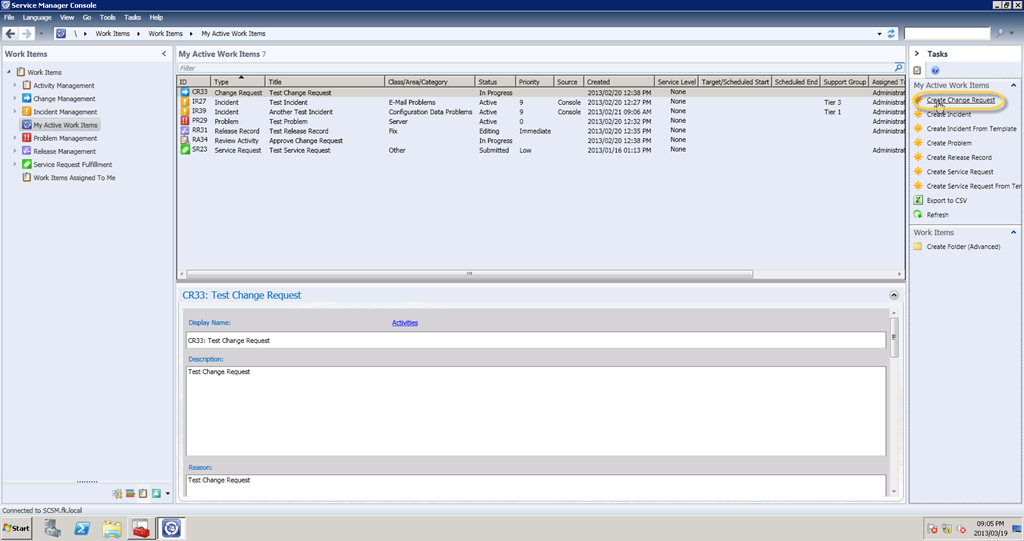 Service Manager Console
File Language View Go Tools Tasks Help
\ Work Items Work Items My Active Work Items
Work Items
Work Items
Activity Management
Change Management
Incident Management
My Active Work Items
Problem Management
Release Management
Service Request Fulfillment
Work Items Assigned To Me
My Active Work Items 7
Filter
ID Type Title Class/Area/Category Status Priority Source Created Service Level Target/Scheduled Start Scheduled End Support Group Assigned T
CR33 Change Request Test Change Request In Progress 2013/02/20 12:38 PM None Administrat
IR27 Incident Test Incident E-Mail Problems Active 9 Console 2013/02/20 12:27 PM None Tier 3 Administrat
IR39 Incident Another Test Incident Configuration Data Problems Active 9 Console 2013/02/21 09:06 AM None Tier 1 Administrat
PR29 Problem Test Problem Server Active 0 2013/02/20 12:32 PM None Administrat
RR31 Release Record Test Release Record Fix Editing Immediate 2013/02/20 12:35 PM None Administrat
RA34 Review Activity Approve Change Request In Progress 2013/02/20 12:38 PM None Administrat
SR23 Service Request Test Service Request Other Submitted Low 2013/01/16 01:13 PM None Administrat
CR33: Test Change Request
Display Name: Activities
CR33: Test Change Request
Description:
Test Change Request
Reason:
Test Change Request
Tasks
My Active Work Items
Create Change Request
Create Incident
Create Incident From Template
Create Problem
Create Release Record
Create Service Request
Create Service Request From Ter
Export to CSV
Refresh
Work Items
Create Folder (Advanced)
Connected to SCSM.fk.local
Start
09:05 PM
2013/03/19